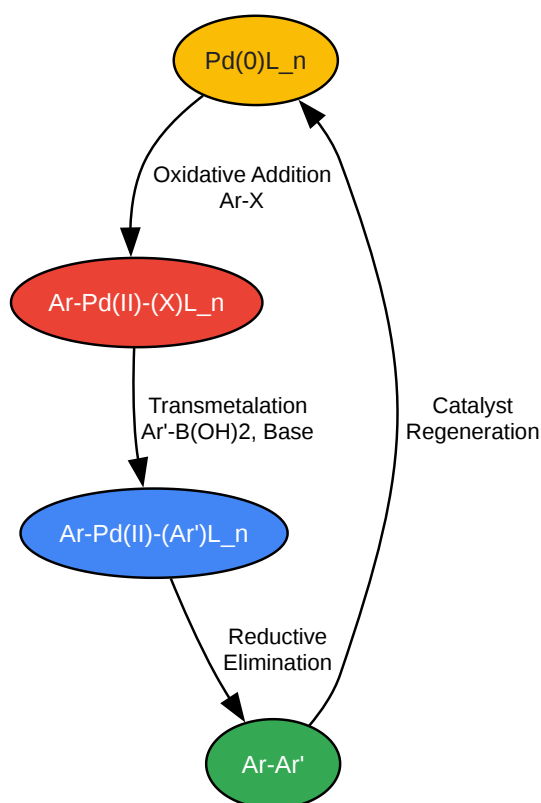 Pd(0)L_n
Oxidative Addition
Ar-X
Ar-Pd(II)-(X)L_n
Transmetalation
Ar'-B(OH)2, Base
Catalyst
Regeneration
Ar-Pd(II)-(Ar')L_n
Reductive
Elimination
Ar-Ar'